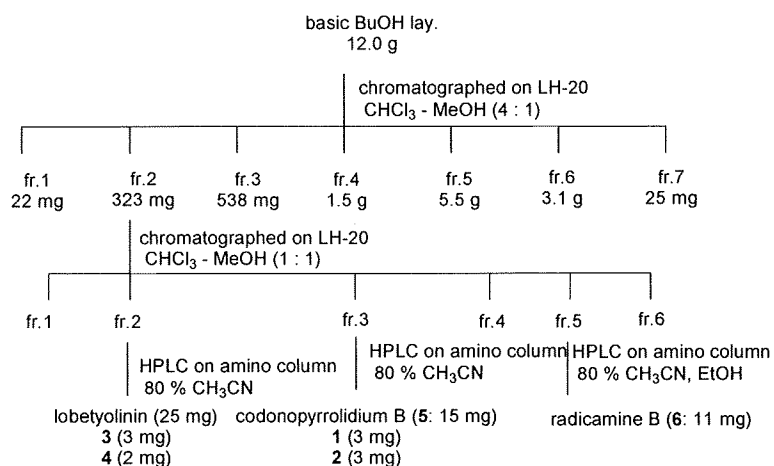 basic BuOH lay.
12.0 g
chromatographed on LH-20
CHCl3 - MeOH (4 : 1)
fr.1 fr.2 fr.3 fr.4 fr.5 fr.6 fr.7
22 mg 323 mg 538 mg 1.5 g 5.5 g 3.1 g 25 mg
chromatographed on LH-20
CHCl3 - MeOH (1 : 1)
fr.1 fr.2 fr.3 fr.4 fr.5 fr.6
HPLC on amino column HPLC on amino column HPLC on amino column
80 % CH3CN 80 % CH3CN 80 % CH3CN, EtOH
lobetyolinin (25 mg) codonopyrrolidium B (5: 15 mg) radicamine B (6: 11 mg)
3 (3 mg) 1 (3 mg)
4 (2 mg) 2 (3 mg)